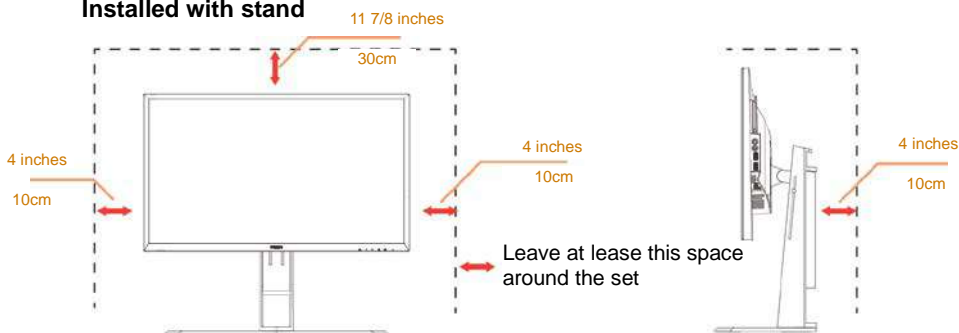 Installed with stand
11 7/8 inches
30cm
4 inches
10cm
4 inches
10cm
4 inches
10cm
Leave at lease this space
around the set